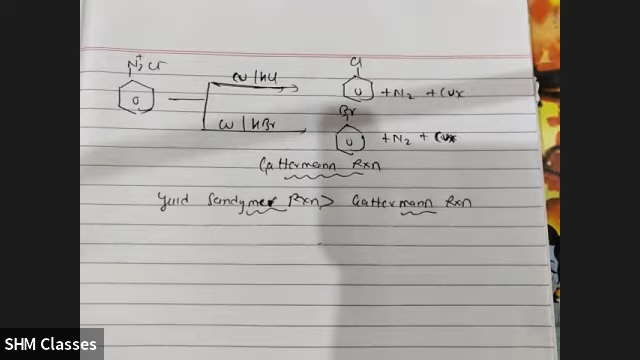 N₂⁺Cl⁻
Cu | HCl
Cl
+ N₂ + CuX
Cu | HBr
Br
+ N₂ + CuX
Gattermann Rxn
Yeild Sandymer Rxn > Gattermann Rxn
SHM Classes